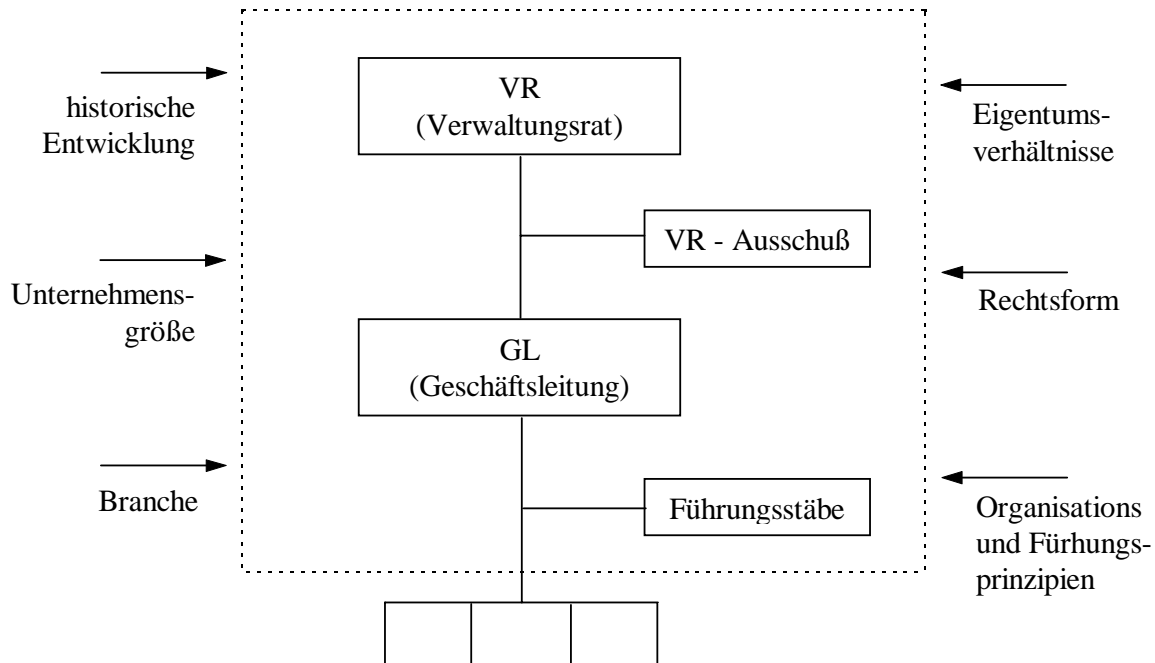 VR
(Verwaltungsrat)
historische
Entwicklung
Eigentums-
verhältnisse
VR - Ausschuß
Unternehmens-
größe
Rechtsform
GL
(Geschäftsleitung)
Branche
Führungsstäbe
Organisations
und Fürhungs-
prinzipien